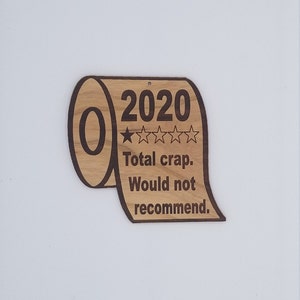 2020
★☆☆☆☆
Total crap.
Would not
recommend.